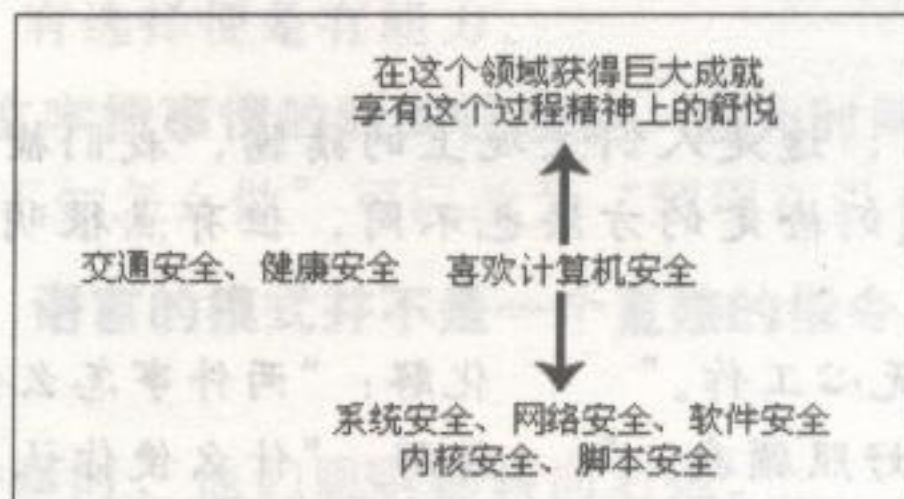 在这个领域获得巨大成就
享有这个过程精神上的舒悦
交通安全、健康安全 喜欢计算机安全
系统安全、网络安全、软件安全
内核安全、脚本安全